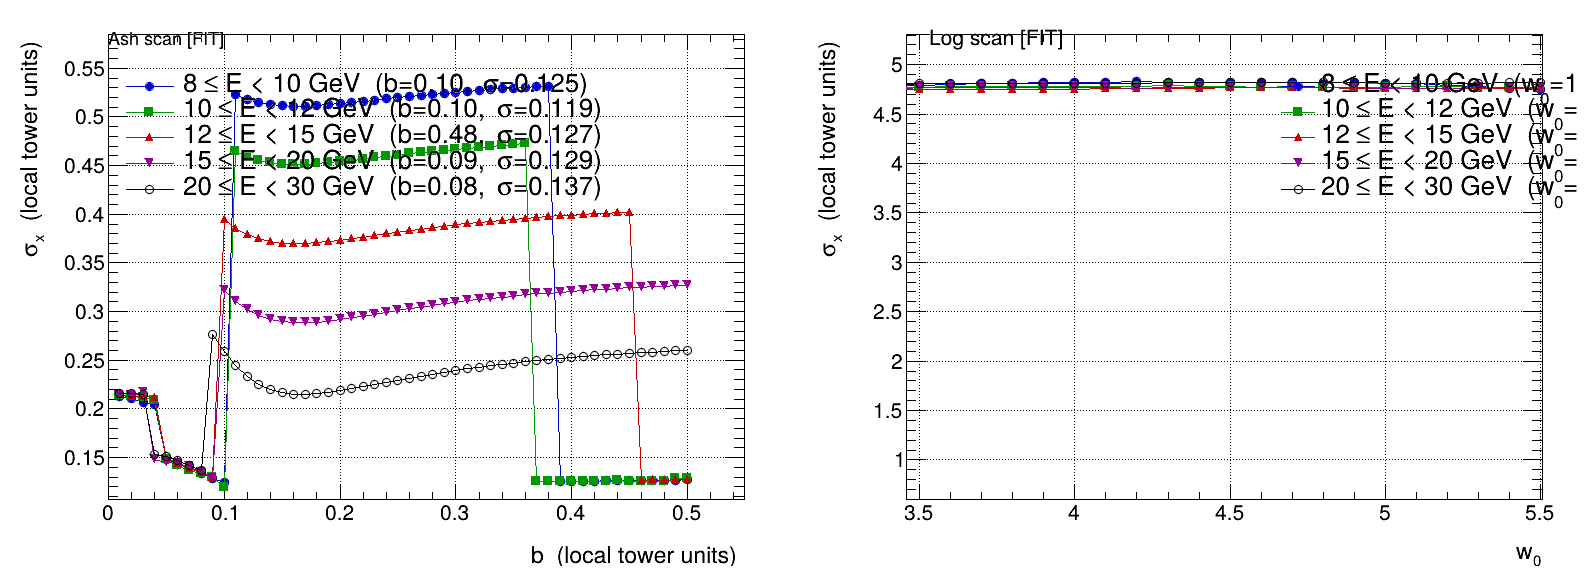 Ash scan [FIT]
σx (local tower units)
0.55
0.5
0.45
0.4
0.35
0.3
0.25
0.2
0.15
8 ≤ E < 10 GeV (b=0.10, σ=0.125)
10 ≤ E < 12 GeV (b=0.10, σ=0.119)
12 ≤ E < 15 GeV (b=0.48, σ=0.127)
15 ≤ E < 20 GeV (b=0.09, σ=0.129)
20 ≤ E < 30 GeV (b=0.08, σ=0.137)
0 0.1 0.2 0.3 0.4 0.5
b (local tower units)
Log scan [FIT]
σx (local tower units)
5
4.5
4
3.5
3
2.5
2
1.5
1
8 ≤ E < 10 GeV (w0=1
10 ≤ E < 12 GeV (w0=
12 ≤ E < 15 GeV (w0=
15 ≤ E < 20 GeV (w0=
20 ≤ E < 30 GeV (w0=
3.5 4 4.5 5 5.5
w0